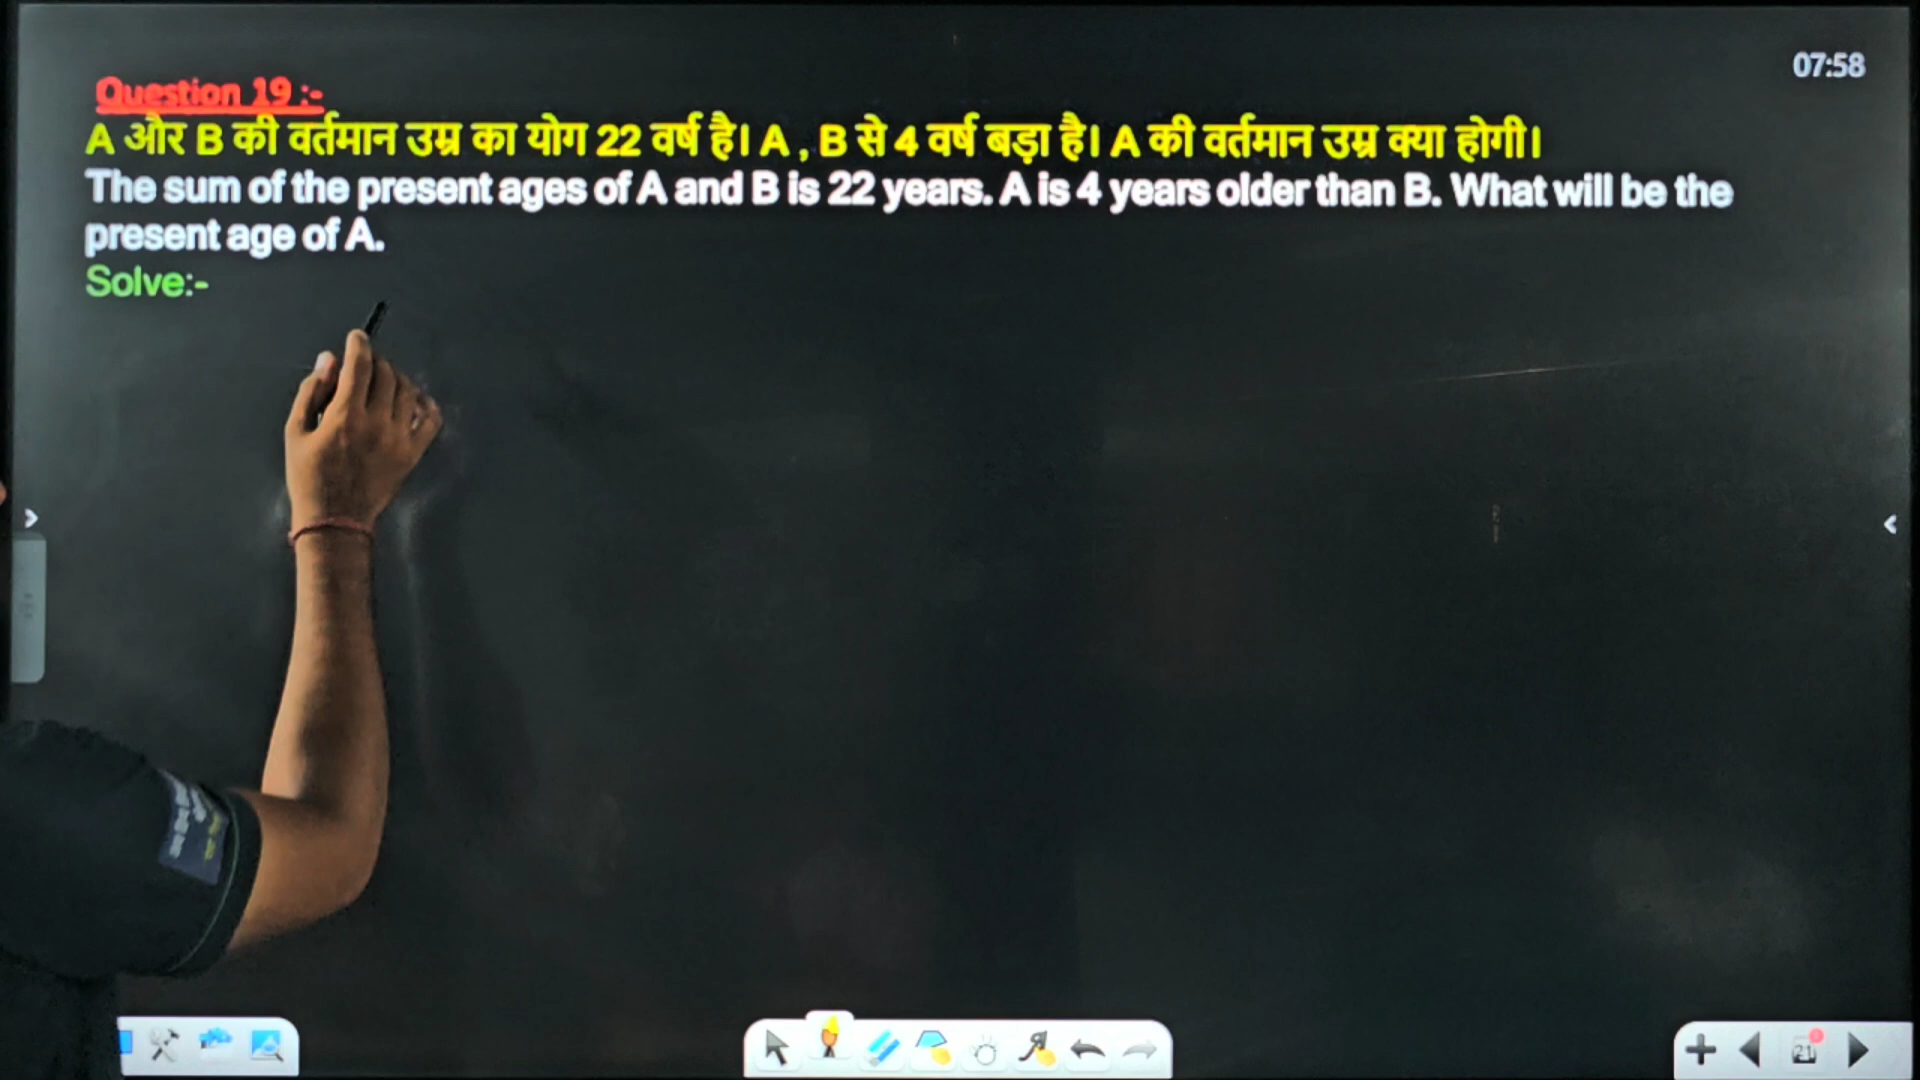 07:58
Question 19 :-
A और B की वर्तमान उम्र का योग 22 वर्ष है। A , B से 4 वर्ष बड़ा है। A की वर्तमान उम्र क्या होगी।
The sum of the present ages of A and B is 22 years. A is 4 years older than B. What will be the
present age of A.
Solve:-
21